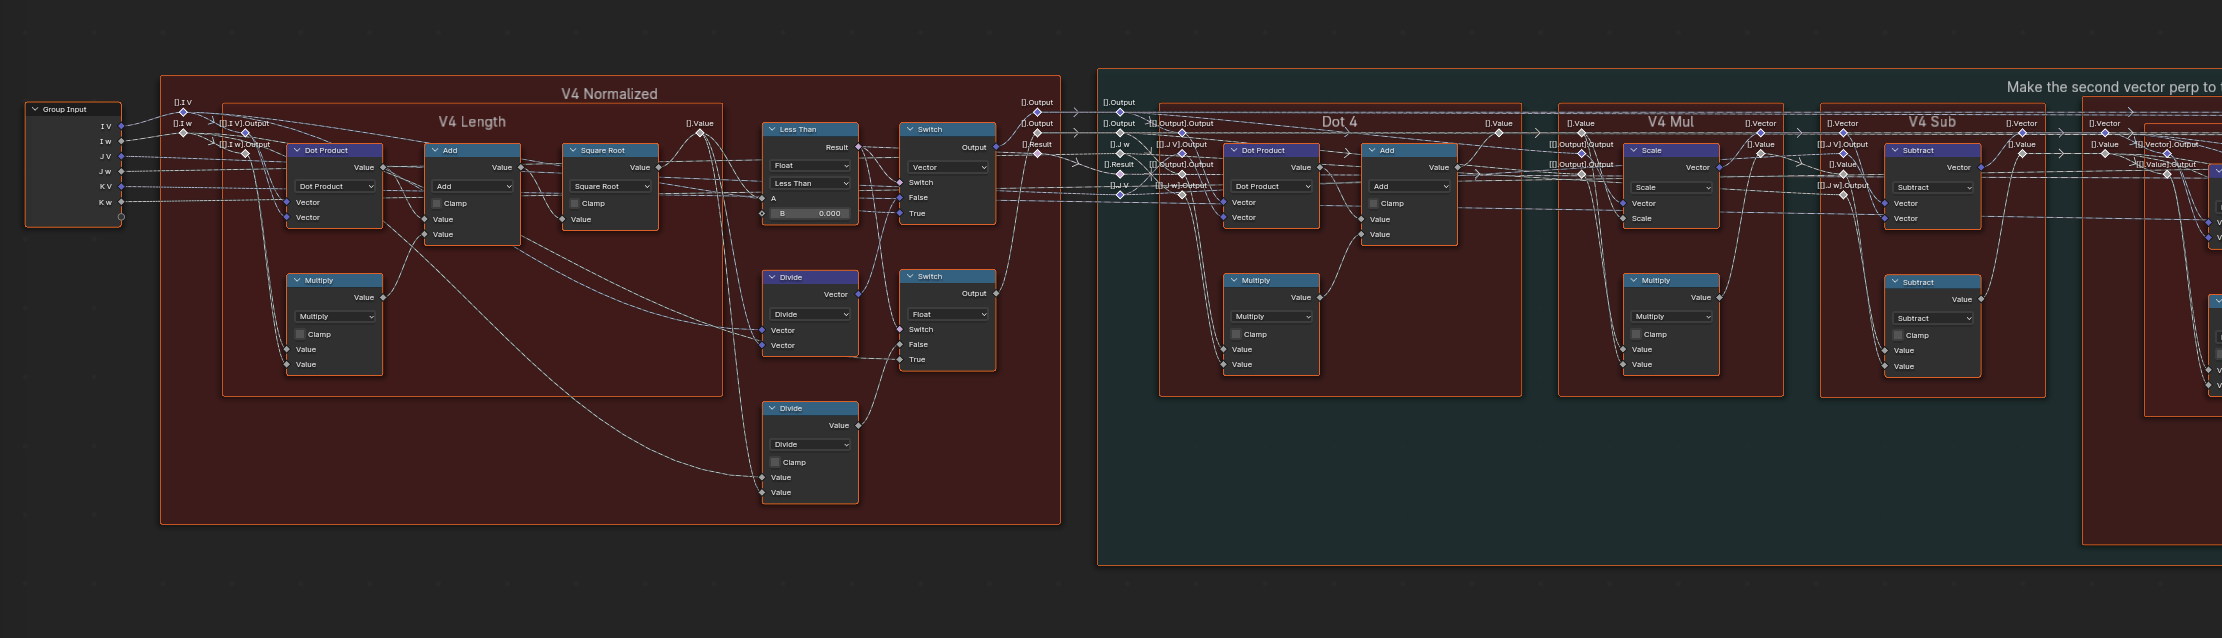 Group Input
I V
I w
J V
J w
K V
K w
V4 Normalized
[].I V
[].I w
V4 Length
[[].I V].Output
[[].I w].Output
Dot Product
Value
Dot Product
Vector
Vector
Multiply
Value
Multiply
Clamp
Value
Value
Add
Value
Add
Clamp
Value
Value
Square Root
Value
Square Root
Clamp
Value
[].Value
Less Than
Result
Float
Less Than
A
B 0.000
Divide
Vector
Divide
Vector
Vector
Divide
Value
Divide
Clamp
Value
Value
Switch
Output
Vector
Switch
False
True
Switch
Output
Float
Switch
False
True
[].Output
[].Output
[].Result
Make the second vector perp to
[].Output
[].Output
[].J w
[].Result
[].J V
Dot 4
[[].Output].Output
[[].J V].Output
[[].Output].Output
[[].J w].Output
Dot Product
Value
Dot Product
Vector
Vector
Multiply
Value
Multiply
Clamp
Value
Value
Add
Value
Add
Clamp
Value
Value
[].Value
V4 Mul
[].Value
[[].Output].Output
[[].Output].Output
Scale
Vector
Scale
Vector
Scale
Multiply
Value
Multiply
Clamp
Value
Value
[].Vector
[].Value
V4 Sub
[].Vector
[[].J V].Output
[].Value
[[].J w].Output
Subtract
Vector
Subtract
Vector
Vector
Subtract
Value
Subtract
Clamp
Value
Value
[].Vector
[].Value
[].Vector
[].Value
[[].Vector].Output
[[].Value].Output